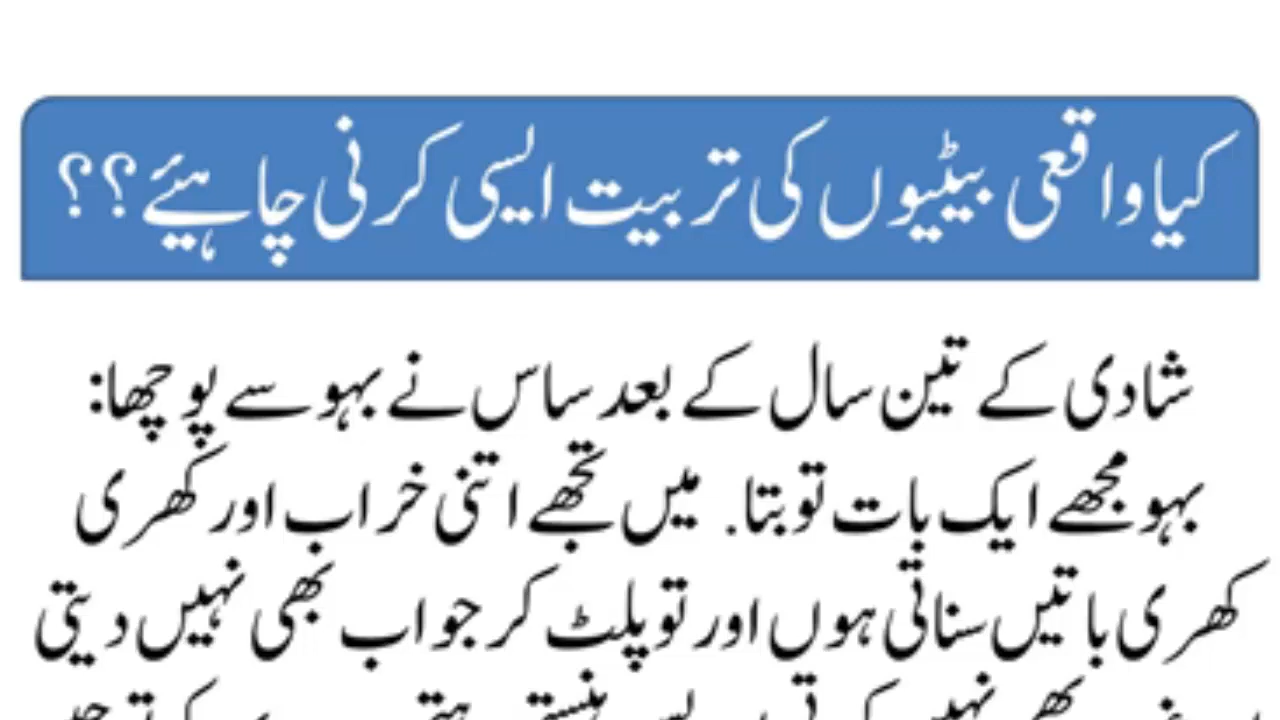 کیا واقعی بیٹیوں کی تربیت ایسی کرنی چاہیئے؟؟
شادی کے تین سال کے بعد ساس نے بہو سے پوچھا:
بہو مجھے ایک بات تو بتا. میں تجھے اتنی خراب اور کھری
کھری باتیں سناتی ہوں اور تو پلٹ کر جواب بھی نہیں دیتی